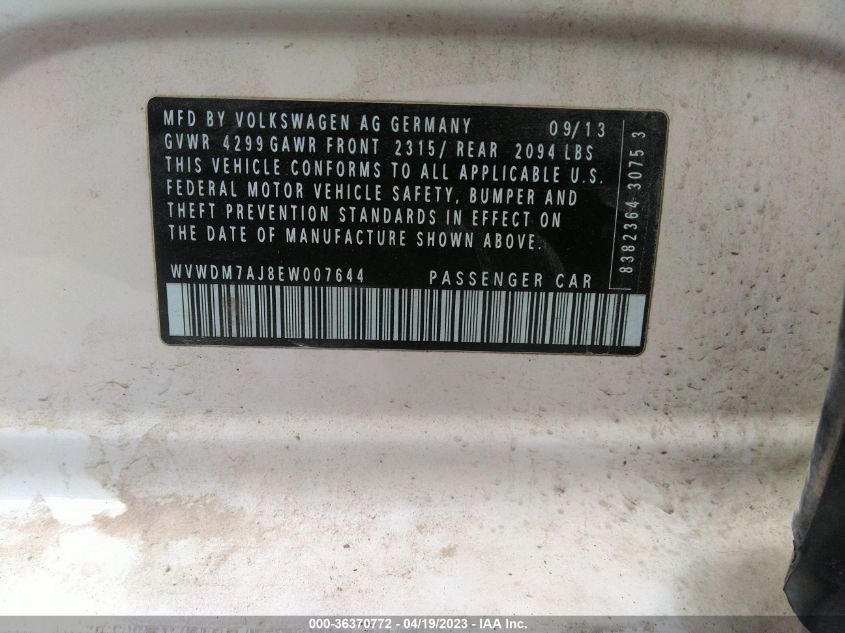 MFD BY VOLKSWAGEN AG GERMANY 09/13
GVWR 4299 GAWR FRONT 2315/ REAR 2094 LBS
THIS VEHICLE CONFORMS TO ALL APPLICABLE U.S.
FEDERAL MOTOR VEHICLE SAFETY, BUMPER AND
THEFT PREVENTION STANDARDS IN EFFECT ON
THE DATE OF MANUFACTURE SHOWN ABOVE.
WVWDM7AJ8EW007644 PASSENGER CAR
8382364 3075 3
000-36370772 - 04/19/2023 - IAA Inc.